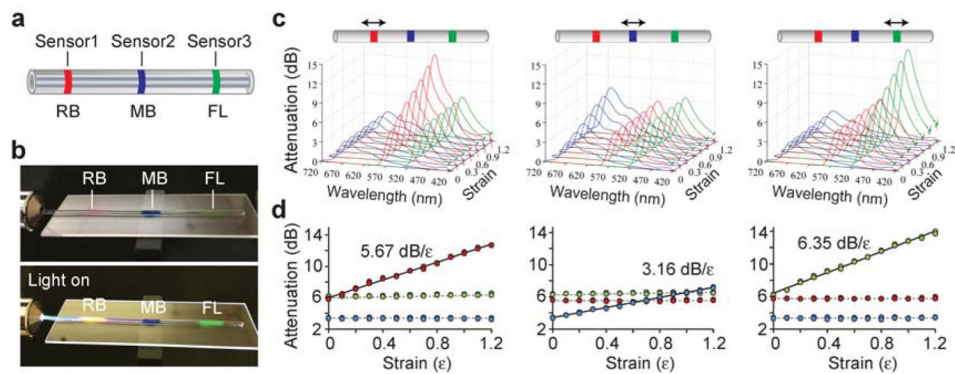 a
Sensor1 Sensor2 Sensor3
RB MB FL
b
RB MB FL
Light on
RB MB FL
c
Attenuation (dB)
15
12
9
6
3
0
720 670 620 570 520 470 420
Wavelength (nm)
0 0.3 0.6 0.9 1.2
Strain
15
12
9
6
3
0
720 670 620 570 520 470 420
Wavelength (nm)
0 0.3 0.6 0.9 1.2
Strain
15
12
9
6
3
0
720 670 620 570 520 470 420
Wavelength (nm)
0 0.3 0.6 0.9 1.2
Strain
d
Attenuation (dB)
14
10
6
2
5.67 dB/ε
0 0.4 0.8 1.2
Strain (ε)
14
10
6
2
3.16 dB/ε
0 0.4 0.8 1.2
Strain (ε)
14
10
6
2
6.35 dB/ε
0 0.4 0.8 1.2
Strain (ε)